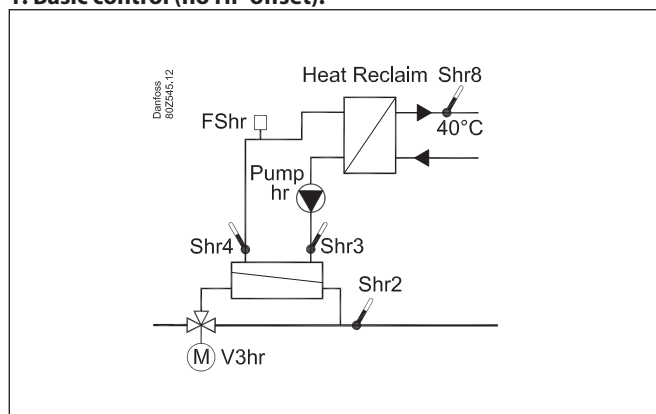 1. Basic control (no HP offset):
Danfoss
80Z545.12
Heat Reclaim
Shr8
FShr
40°C
Pump
hr
Shr4
Shr3
Shr2
M
V3hr